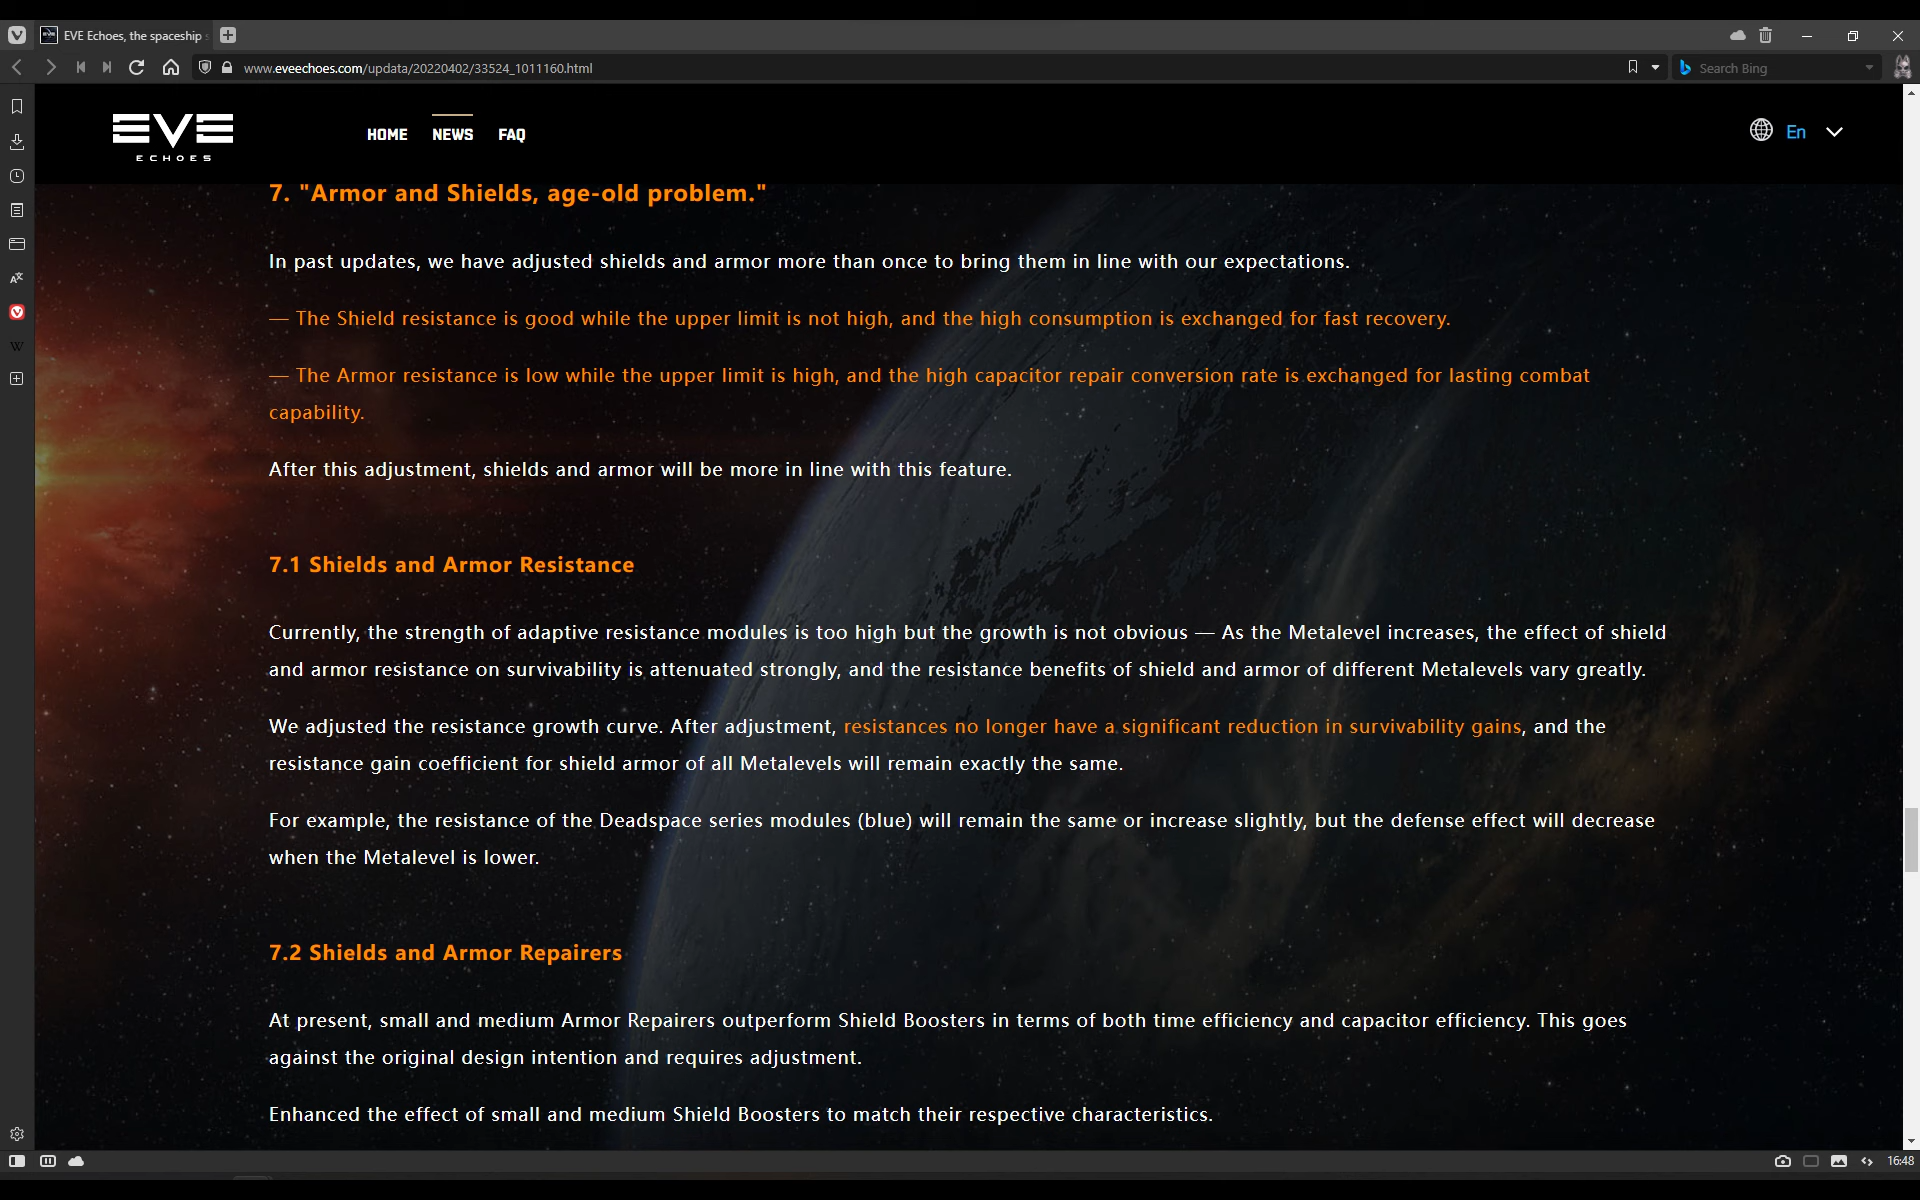 EVE Echoes, the spaceship
www.eveechoes.com/updata/20220402/33524_1011160.html
Search Bing
EVE
ECHOES
HOME
NEWS
FAQ
En
7. "Armor and Shields, age-old problem."
In past updates, we have adjusted shields and armor more than once to bring them in line with our expectations.
— The Shield resistance is good while the upper limit is not high, and the high consumption is exchanged for fast recovery.
— The Armor resistance is low while the upper limit is high, and the high capacitor repair conversion rate is exchanged for lasting combat
capability.
After this adjustment, shields and armor will be more in line with this feature.
7.1 Shields and Armor Resistance
Currently, the strength of adaptive resistance modules is too high but the growth is not obvious — As the Metalevel increases, the effect of shield
and armor resistance on survivability is attenuated strongly, and the resistance benefits of shield and armor of different Metalevels vary greatly.
We adjusted the resistance growth curve. After adjustment, resistances no longer have a significant reduction in survivability gains, and the
resistance gain coefficient for shield armor of all Metalevels will remain exactly the same.
For example, the resistance of the Deadspace series modules (blue) will remain the same or increase slightly, but the defense effect will decrease
when the Metalevel is lower.
7.2 Shields and Armor Repairers
At present, small and medium Armor Repairers outperform Shield Boosters in terms of both time efficiency and capacitor efficiency. This goes
against the original design intention and requires adjustment.
Enhanced the effect of small and medium Shield Boosters to match their respective characteristics.
16:48